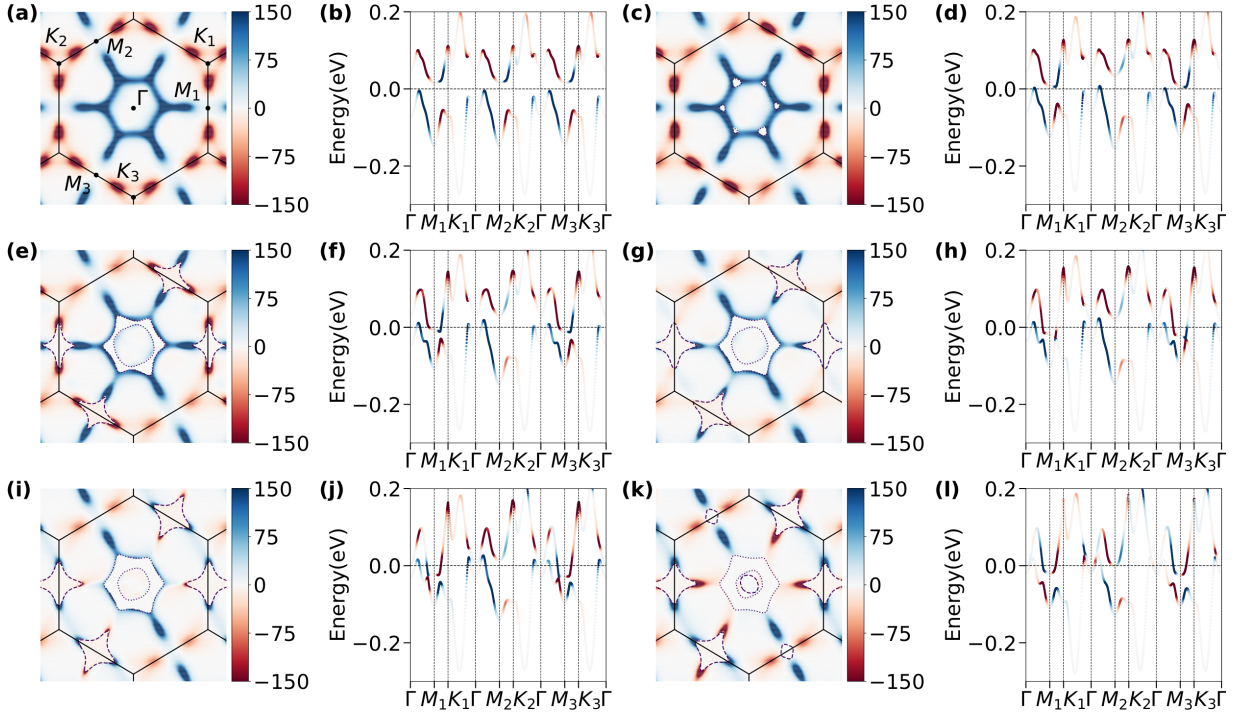 (a) 150 75 0 −75 −150
K2 M2 K1 M1 Γ M3 K3
(b) Energy(eV) 0.2 0.0 −0.2
Γ M1 K1 Γ M2 K2 Γ M3 K3 Γ
(c) 150 75 0 −75 −150
(d) Energy(eV) 0.2 0.0 −0.2
Γ M1 K1 Γ M2 K2 Γ M3 K3 Γ
(e) 150 75 0 −75 −150
(f) Energy(eV) 0.2 0.0 −0.2
Γ M1 K1 Γ M2 K2 Γ M3 K3 Γ
(g) 150 75 0 −75 −150
(h) Energy(eV) 0.2 0.0 −0.2
Γ M1 K1 Γ M2 K2 Γ M3 K3 Γ
(i) 150 75 0 −75 −150
(j) Energy(eV) 0.2 0.0 −0.2
Γ M1 K1 Γ M2 K2 Γ M3 K3 Γ
(k) 150 75 0 −75 −150
(l) Energy(eV) 0.2 0.0 −0.2
Γ M1 K1 Γ M2 K2 Γ M3 K3 Γ